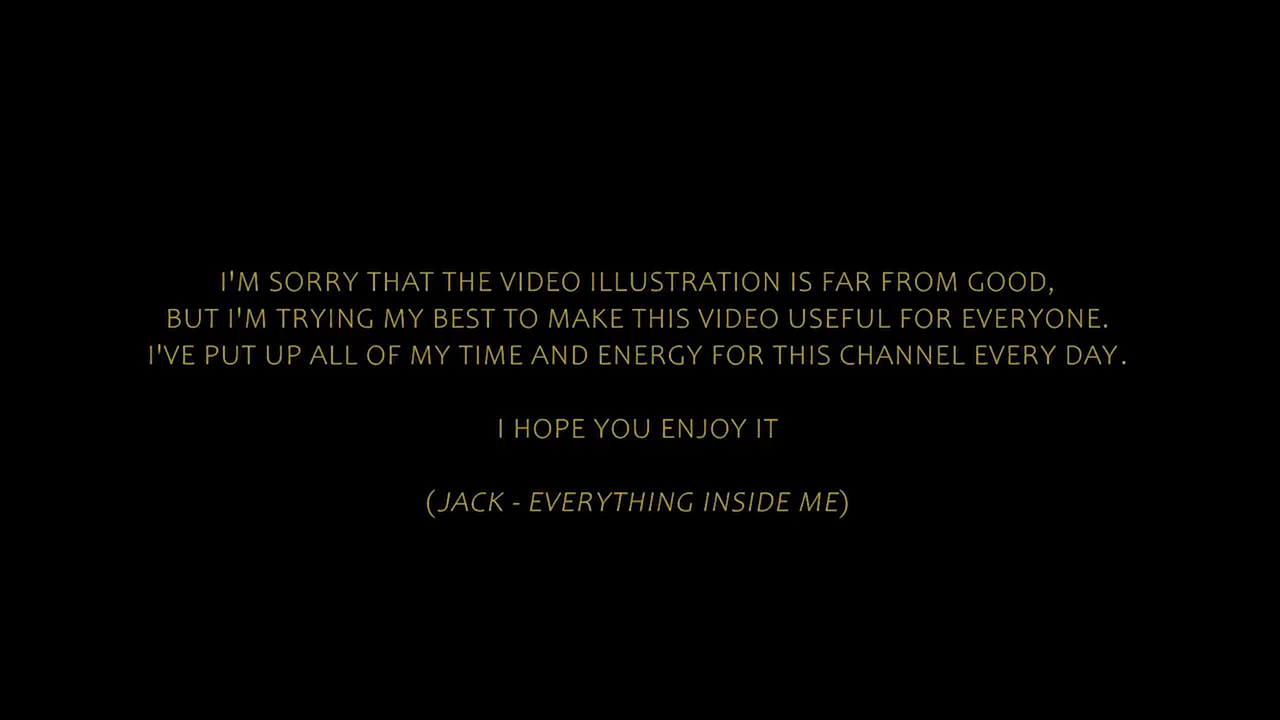 I'M SORRY THAT THE VIDEO ILLUSTRATION IS FAR FROM GOOD,
BUT I'M TRYING MY BEST TO MAKE THIS VIDEO USEFUL FOR EVERYONE.
I'VE PUT UP ALL OF MY TIME AND ENERGY FOR THIS CHANNEL EVERY DAY.
I HOPE YOU ENJOY IT
(JACK - EVERYTHING INSIDE ME)